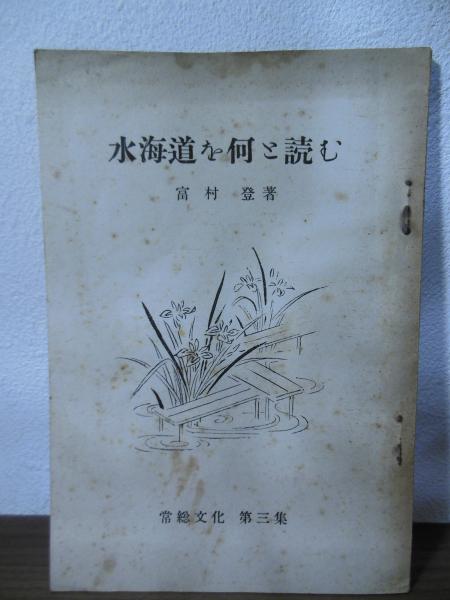 水海道を何と読む
富村 登著
常総文化 第三集